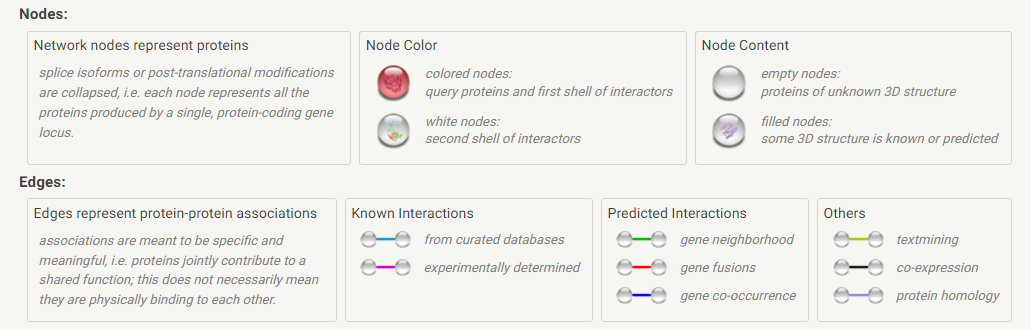 Nodes:
Network nodes represent proteins
splice isoforms or post-translational modifications
are collapsed, i.e. each node represents all the
proteins produced by a single, protein-coding gene
locus.
Node Color
colored nodes:
query proteins and first shell of interactors
white nodes:
second shell of interactors
Node Content
empty nodes:
proteins of unknown 3D structure
filled nodes:
some 3D structure is known or predicted
Edges:
Edges represent protein-protein associations
associations are meant to be specific and
meaningful, i.e. proteins jointly contribute to a
shared function; this does not necessarily mean
they are physically binding to each other.
Known Interactions
from curated databases
experimentally determined
Predicted Interactions
gene neighborhood
gene fusions
gene co-occurrence
Others
textmining
co-expression
protein homology